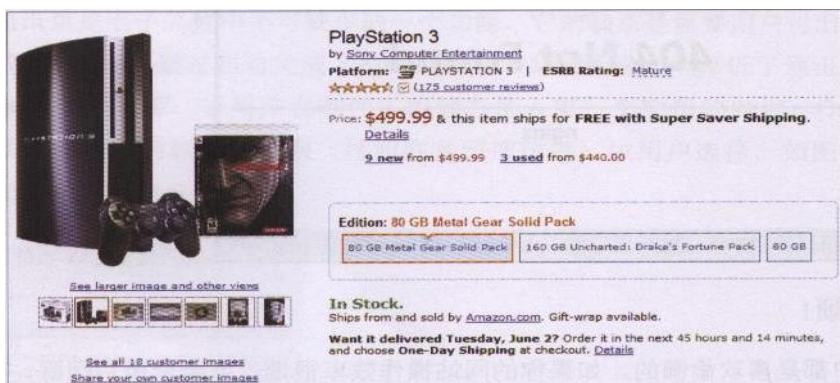 PlayStation 3
by Sony Computer Entertainment
Platform: PLAYSTATION 3 | ESRB Rating: Mature
(175 customer reviews)
Price: $499.99 & this item ships for FREE with Super Saver Shipping.
Details
9 new from $499.99 3 used from $440.00
Edition: 80 GB Metal Gear Solid Pack
80 GB Metal Gear Solid Pack 160 GB Uncharted: Drake's Fortune Pack 80 GB
See larger image and other views
In Stock.
Ships from and sold by Amazon.com. Gift-wrap available.
Want it delivered Tuesday, June 2? Order it in the next 45 hours and 14 minutes,
and choose One-Day Shipping at checkout. Details
See all 18 customer images
Share your own customer images